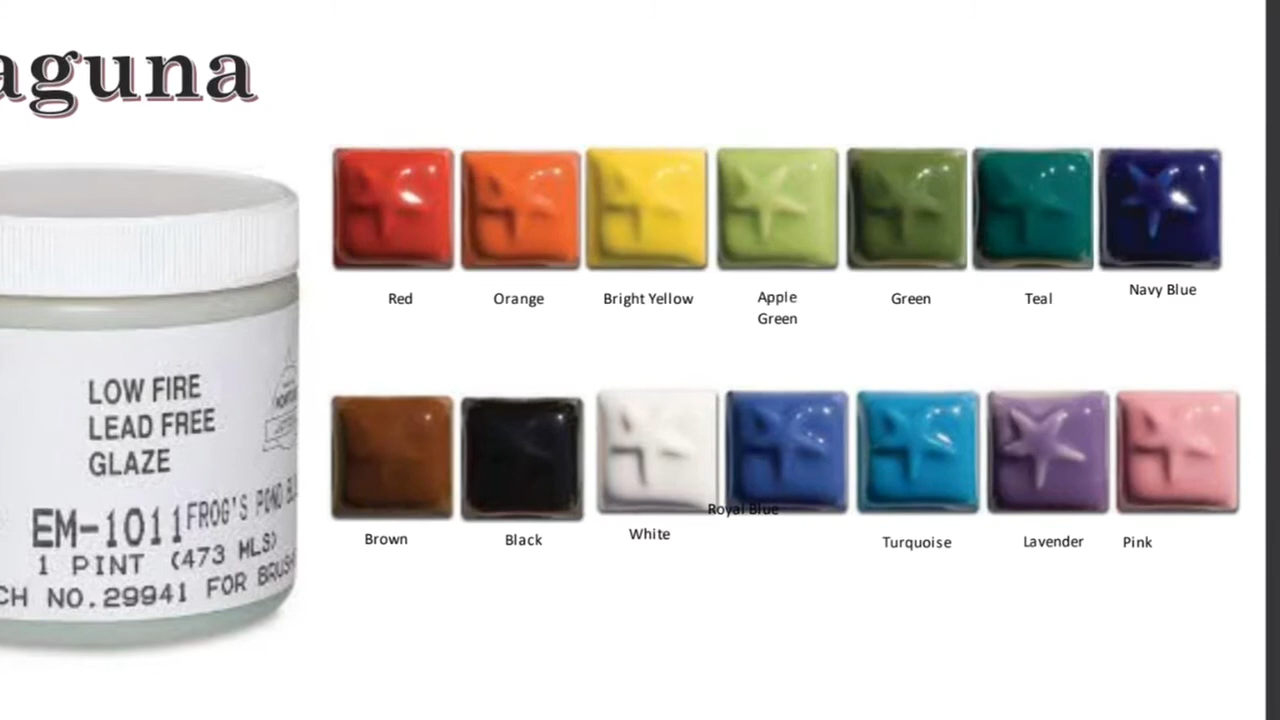 aguna
Red
Orange
Bright Yellow
Apple
Green
Green
Teal
Navy Blue
LOW FIRE
LEAD FREE
GLAZE
EM-1011 FROG'S POND
1 PINT (473 MLS)
CH NO.29941 FOR
Brown
Black
White
Royal Blue
Turquoise
Lavender
Pink